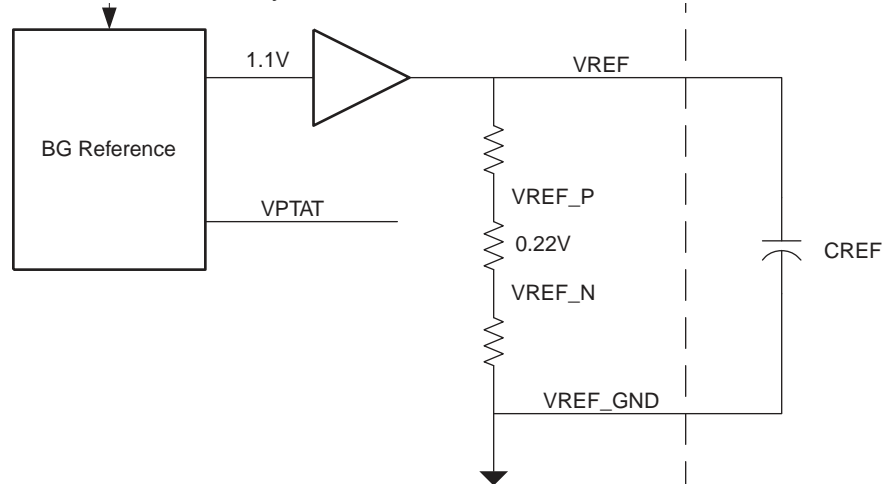 1.1V
VREF
BG Reference
VREF_P
VPTAT
0.22V
CREF
VREF_N
VREF_GND